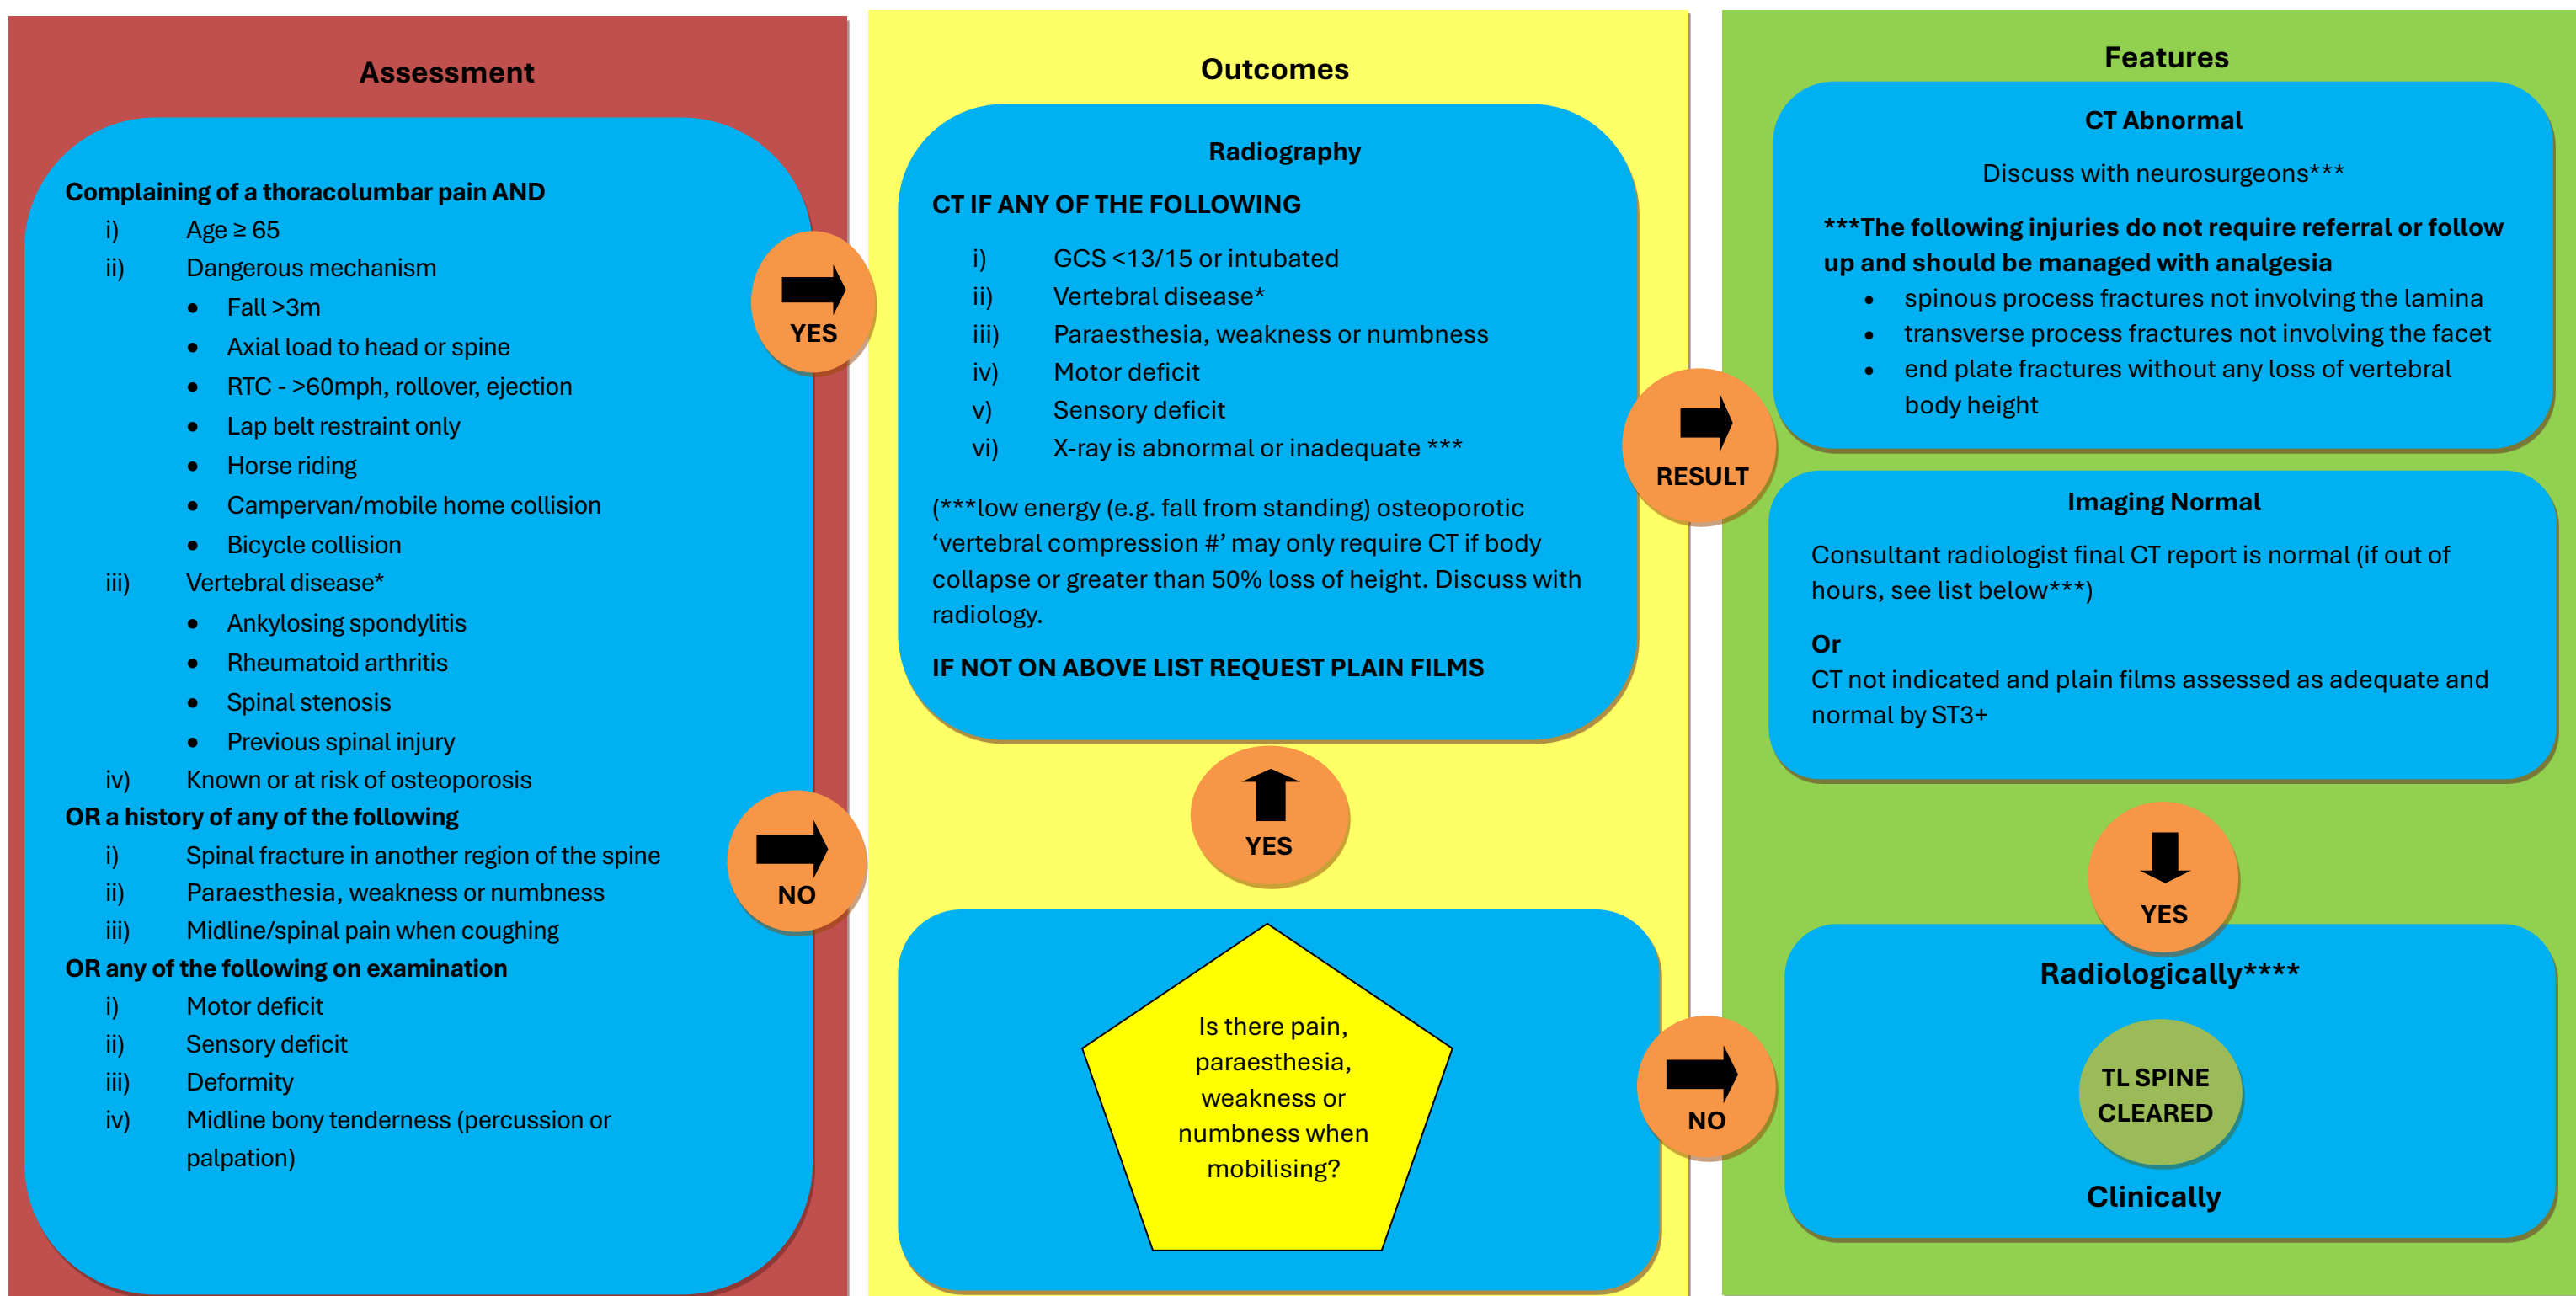 Assessment
Complaining of a thoracolumbar pain AND
i) Age ≥ 65
ii) Dangerous mechanism
• Fall >3m
• Axial load to head or spine
• RTC - >60mph, rollover, ejection
• Lap belt restraint only
• Horse riding
• Campervan/mobile home collision
• Bicycle collision
iii) Vertebral disease*
• Ankylosing spondylitis
• Rheumatoid arthritis
• Spinal stenosis
• Previous spinal injury
iv) Known or at risk of osteoporosis
OR a history of any of the following
i) Spinal fracture in another region of the spine
ii) Paraesthesia, weakness or numbness
iii) Midline/spinal pain when coughing
OR any of the following on examination
i) Motor deficit
ii) Sensory deficit
iii) Deformity
iv) Midline bony tenderness (percussion or
palpation)
YES
NO
Outcomes
Radiography
CT IF ANY OF THE FOLLOWING
i) GCS <13/15 or intubated
ii) Vertebral disease*
iii) Paraesthesia, weakness or numbness
iv) Motor deficit
v) Sensory deficit
vi) X-ray is abnormal or inadequate ***
(***low energy (e.g. fall from standing) osteoporotic
‘vertebral compression #’ may only require CT if body
collapse or greater than 50% loss of height. Discuss with
radiology.
IF NOT ON ABOVE LIST REQUEST PLAIN FILMS
YES
Is there pain,
paraesthesia,
weakness or
numbness when
mobilising?
RESULT
NO
Features
CT Abnormal
Discuss with neurosurgeons***
***The following injuries do not require referral or follow
up and should be managed with analgesia
• spinous process fractures not involving the lamina
• transverse process fractures not involving the facet
• end plate fractures without any loss of vertebral
body height
Imaging Normal
Consultant radiologist final CT report is normal (if out of
hours, see list below***)
Or
CT not indicated and plain films assessed as adequate and
normal by ST3+
YES
Radiologically****
TL SPINE
CLEARED
Clinically